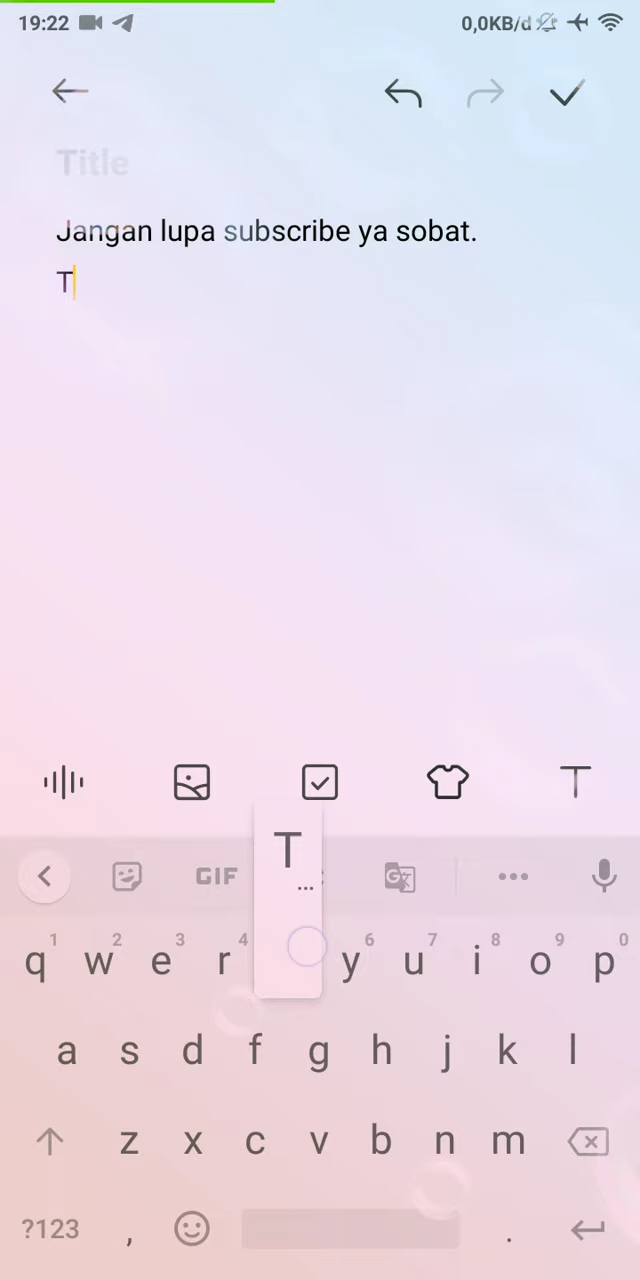 19:22 0,0KB/d
Title
Jangan lupa subscribe ya sobat.
T
T
T
...
GIF
1 2 3 4 6 7 8 9 0
q w e r y u i o p
a s d f g h j k l
z x c v b n m
?123 , .